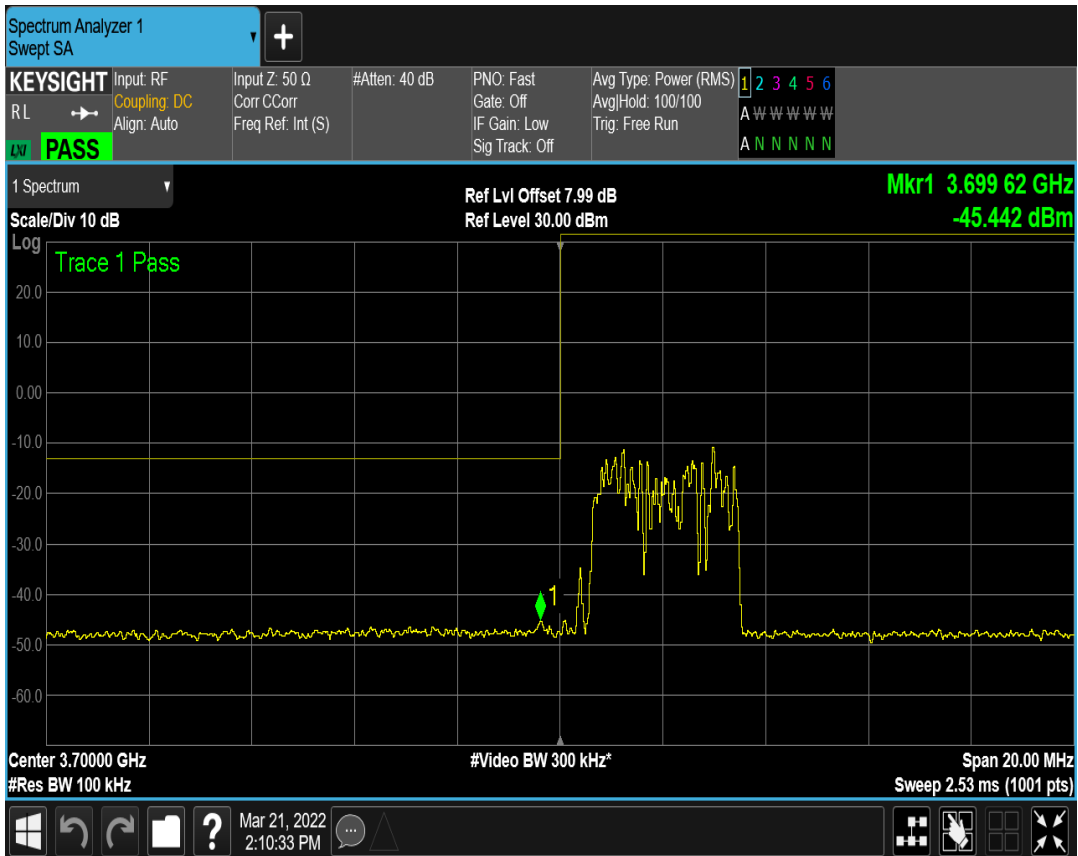 Spectrum Analyzer 1
Swept SA
+
KEYSIGHT
RL
LXI PASS
Input: RF
Coupling: DC
Align: Auto
Input Z: 50 Ω
Corr CCorr
Freq Ref: Int (S)
#Atten: 40 dB
PNO: Fast
Gate: Off
IF Gain: Low
Sig Track: Off
Avg Type: Power (RMS)
Avg|Hold: 100/100
Trig: Free Run
1 2 3 4 5 6
A W W W W W
A N N N N N
1 Spectrum
Scale/Div 10 dB
Ref Lvl Offset 7.99 dB
Ref Level 30.00 dBm
Mkr1 3.699 62 GHz
-45.442 dBm
Log
Trace 1 Pass
20.0
10.0
0.00
-10.0
-20.0
-30.0
-40.0
-50.0
-60.0
1
Center 3.70000 GHz
#Res BW 100 kHz
#Video BW 300 kHz*
Span 20.00 MHz
Sweep 2.53 ms (1001 pts)
?
Mar 21, 2022
2:10:33 PM